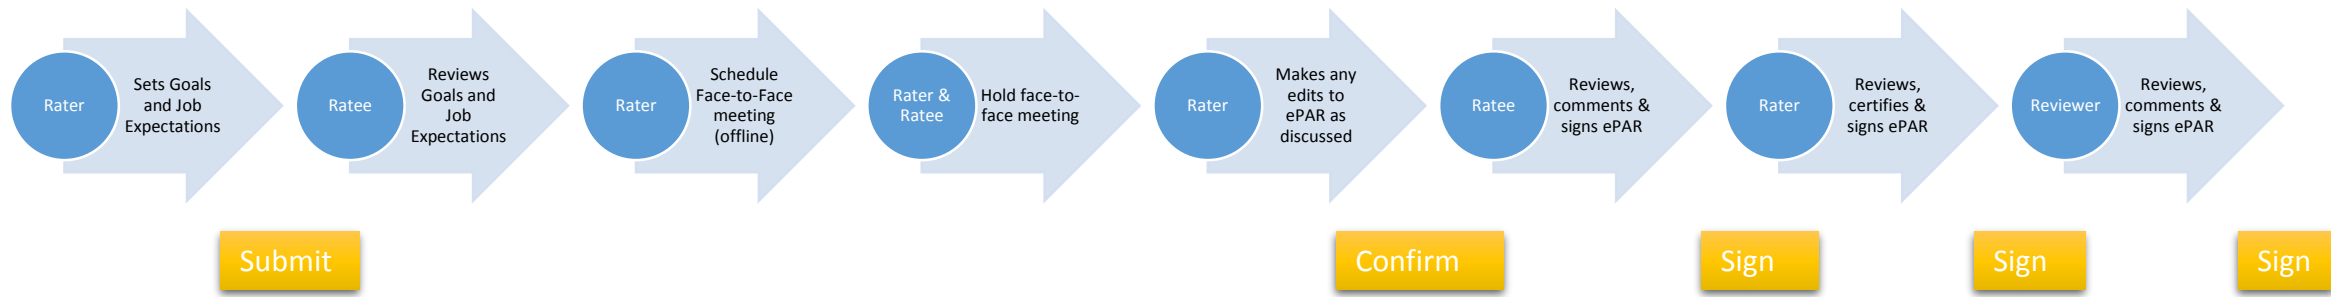 Rater
Sets Goals
and Job
Expectations
Ratee
Reviews
Goals and
Job
Expectations
Rater
Schedule
Face-to-Face
meeting
(offline)
Rater &
Ratee
Hold face-to-
face meeting
Rater
Makes any
edits to
ePAR as
discussed
Ratee
Reviews,
comments &
signs ePAR
Rater
Reviews,
certifies &
signs ePAR
Reviewer
Reviews,
comments &
signs ePAR
Submit
Confirm
Sign
Sign
Sign